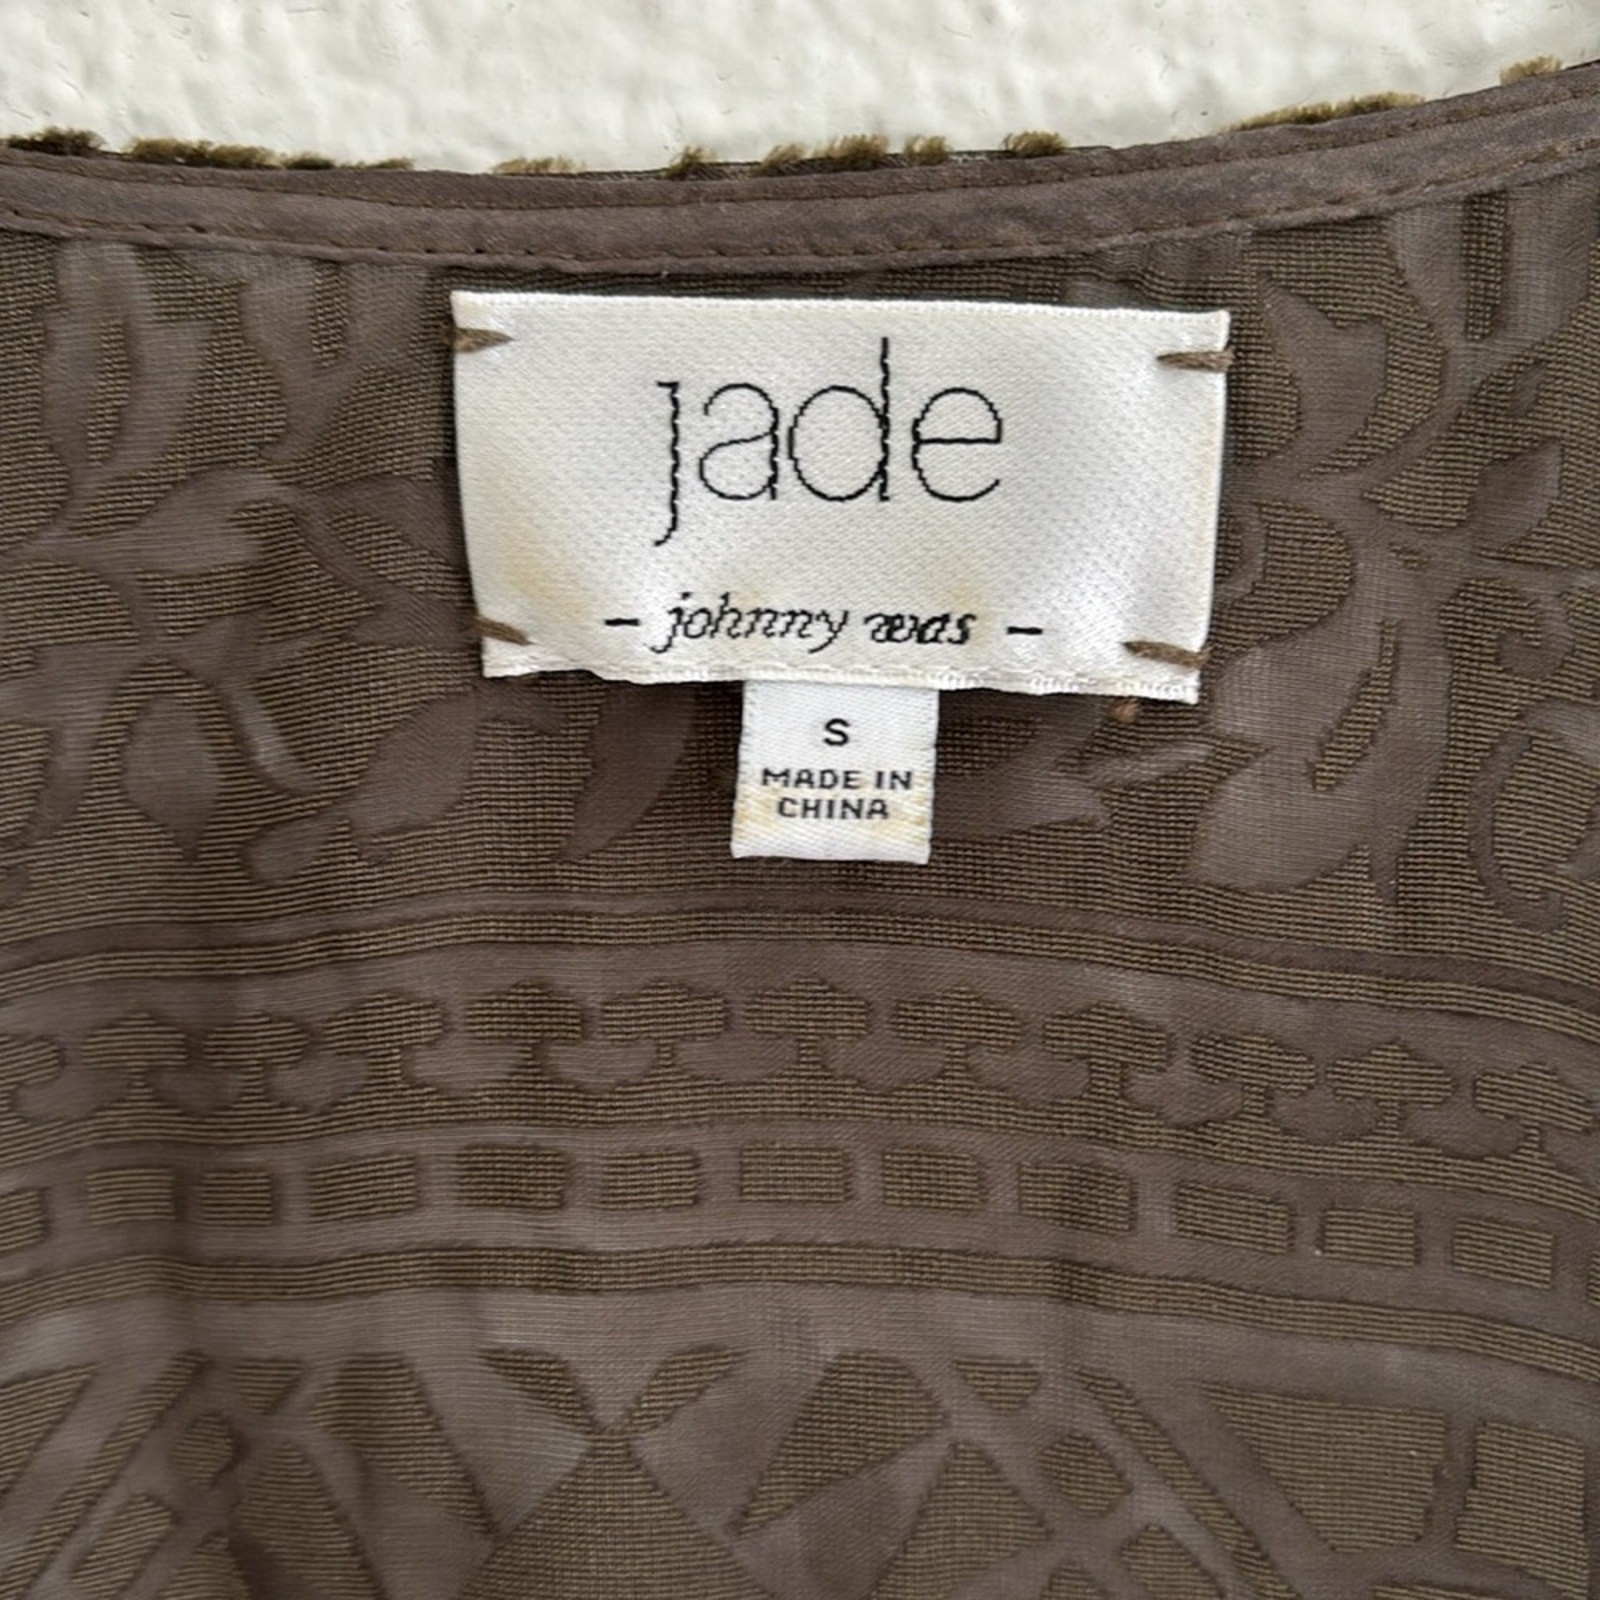 jade
- johnny was -
S
MADE IN
CHINA